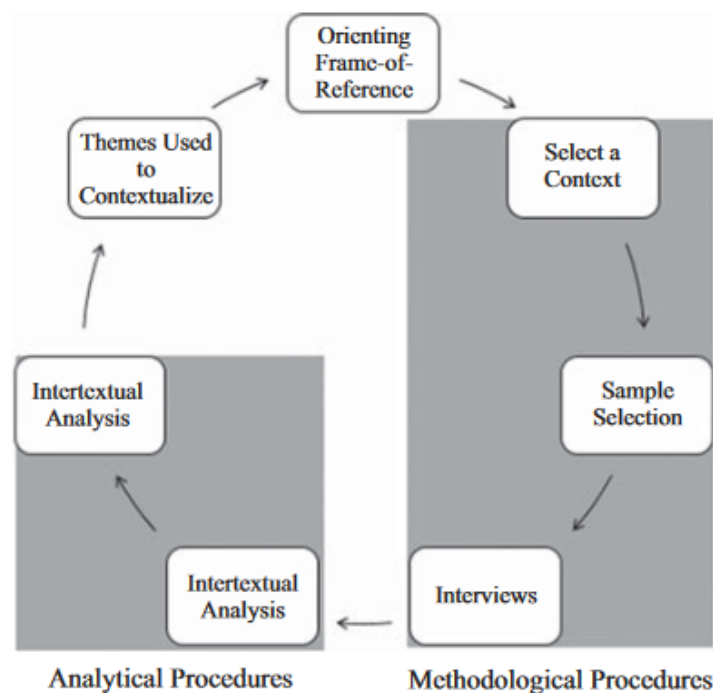 Orienting
Frame-of-
Reference
Select a
Context
Sample
Selection
Interviews
Intertextual
Analysis
Intertextual
Analysis
Themes Used
to
Contextualize
Analytical Procedures
Methodological Procedures